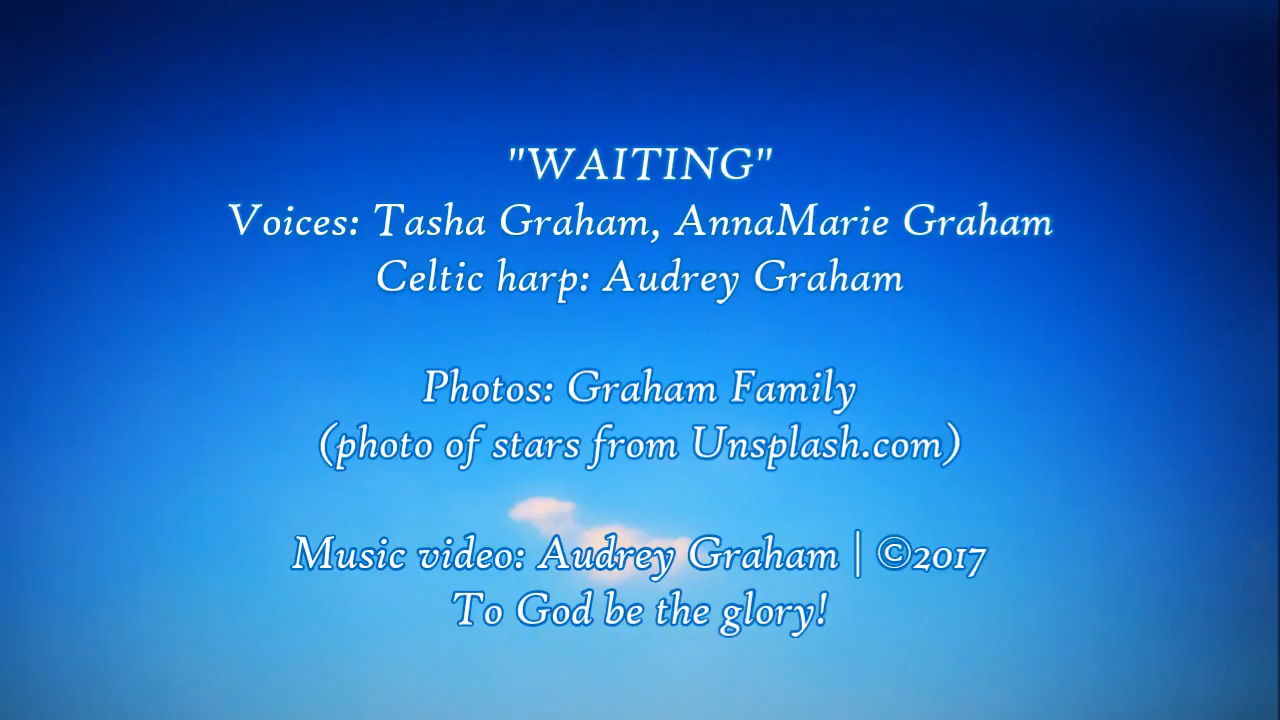 "WAITING"
Voices: Tasha Graham, AnnaMarie Graham
Celtic harp: Audrey Graham
Photos: Graham Family
(photo of stars from Unsplash.com)
Music video: Audrey Graham | ©2017
To God be the glory!